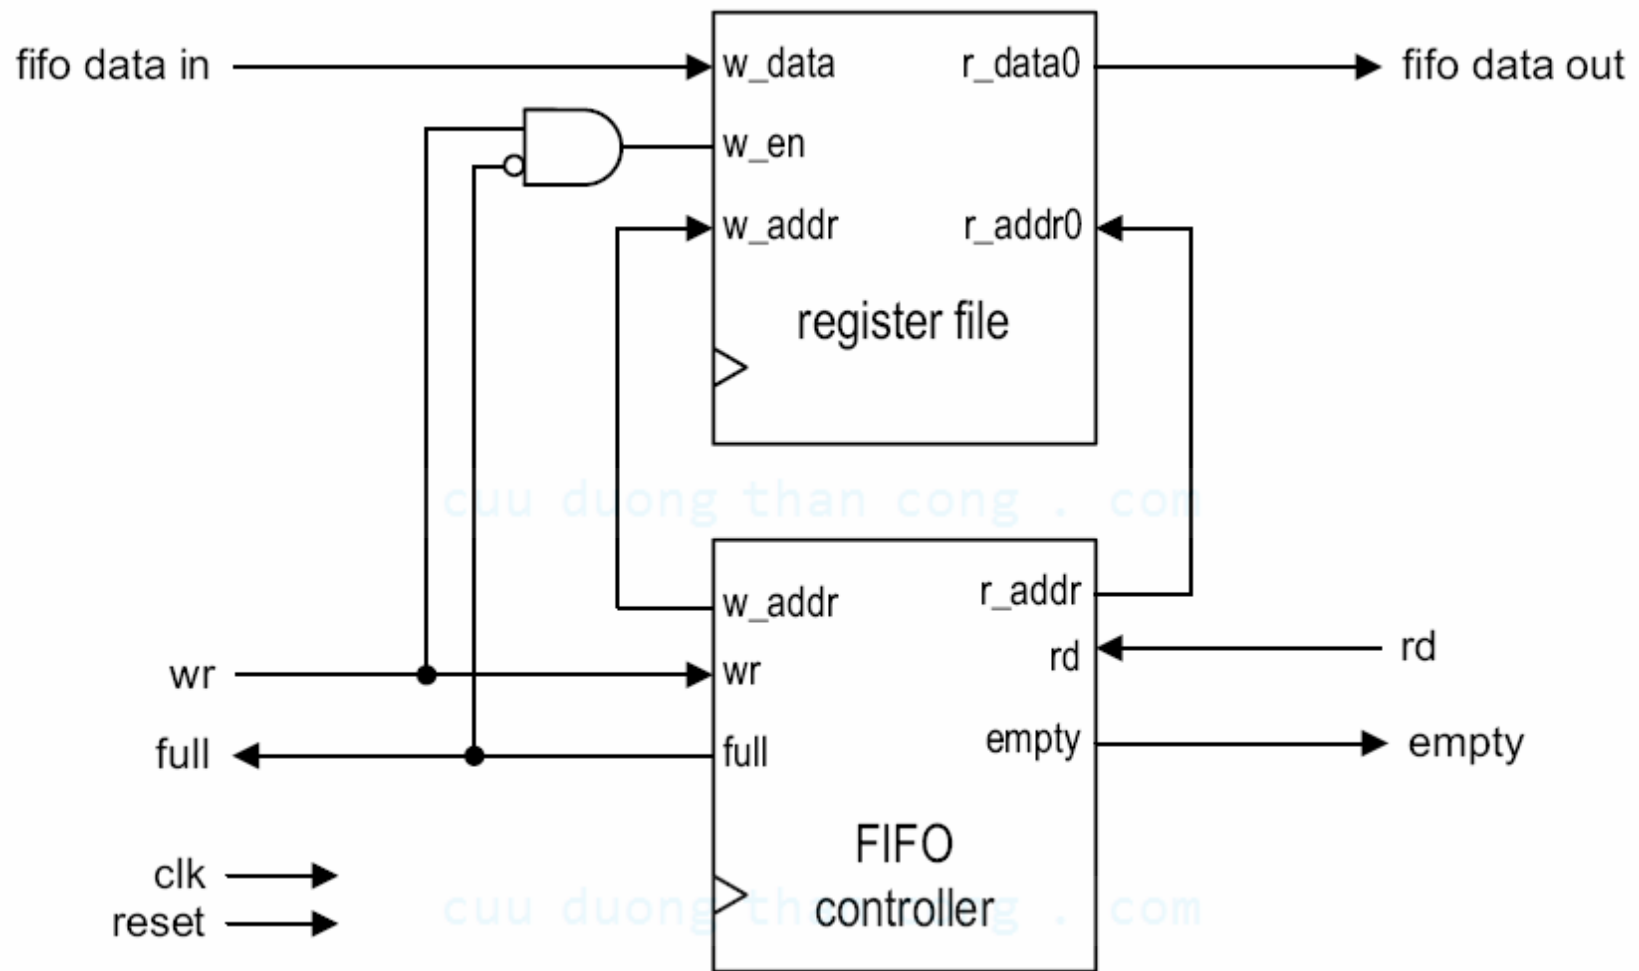 fifo data in
w_data
r_data0
fifo data out
w_en
w_addr
r_addr0
register file
cuu duong than cong . com
w_addr
r_addr
wr
wr
rd
rd
full
full
empty
empty
FIFO
controller
clk
reset
cuu duong than cong . com